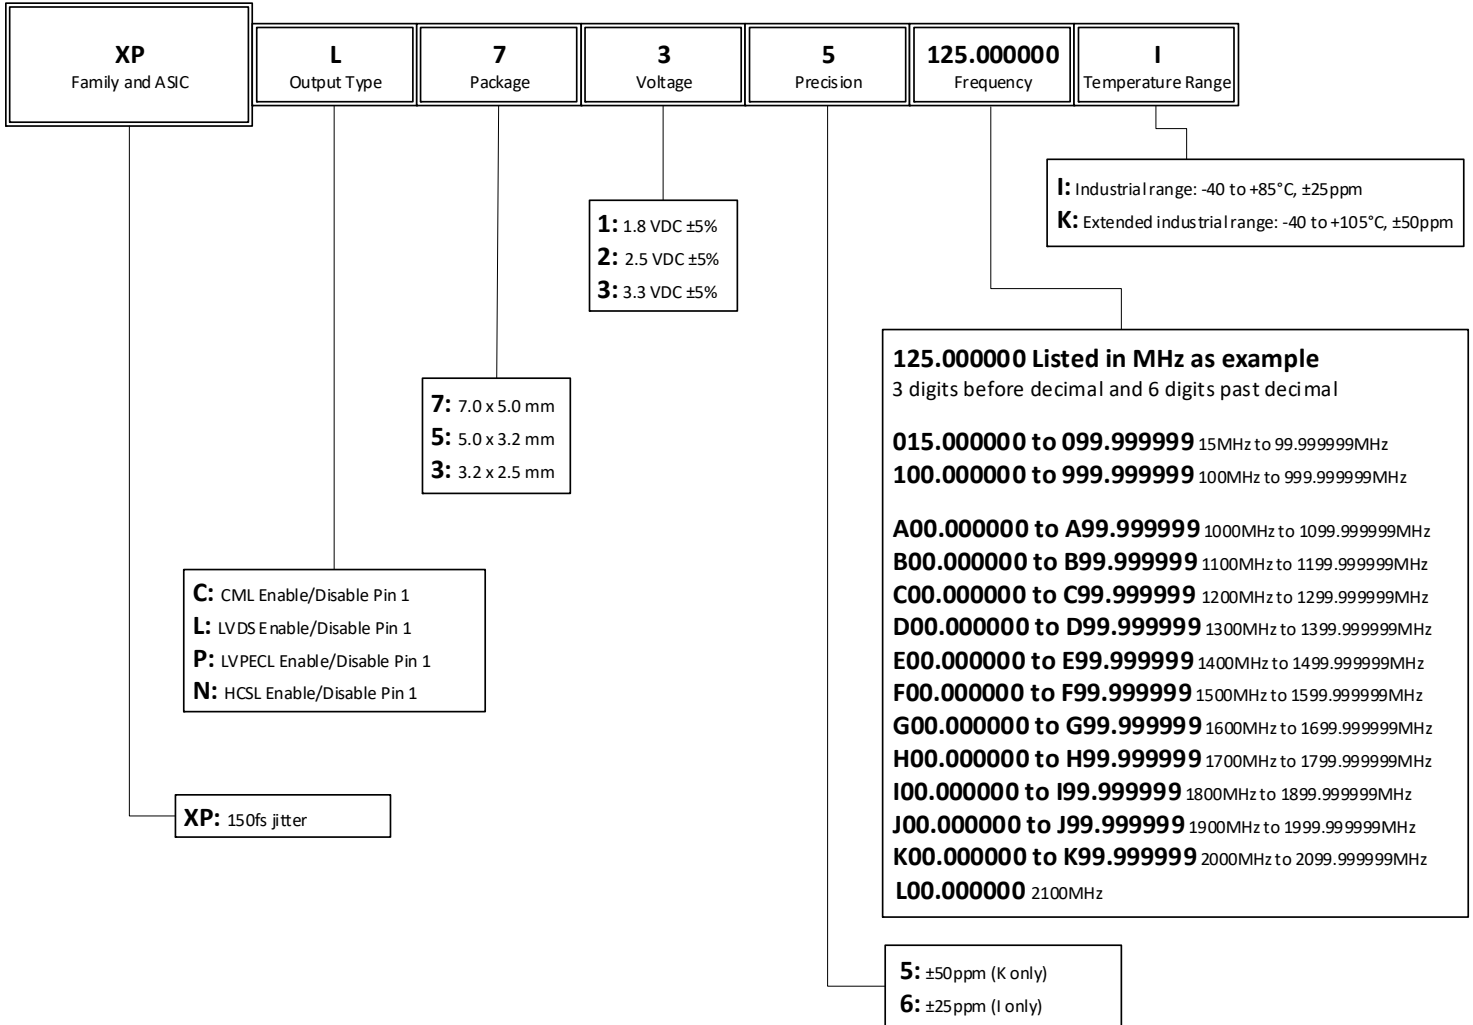 XP
Family and ASIC
L
Output Type
7
Package
3
Voltage
5
Precision
125.000000
Frequency
I
Temperature Range
I: Industrial range: -40 to +85°C, ±25ppm
K: Extended industrial range: -40 to +105°C, ±50ppm
1: 1.8 VDC ±5%
2: 2.5 VDC ±5%
3: 3.3 VDC ±5%
125.000000 Listed in MHz as example
3 digits before decimal and 6 digits past decimal
015.000000 to 099.999999 15MHz to 99.999999MHz
100.000000 to 999.999999 100MHz to 999.999999MHz
A00.000000 to A99.999999 1000MHz to 1099.999999MHz
B00.000000 to B99.999999 1100MHz to 1199.999999MHz
C00.000000 to C99.999999 1200MHz to 1299.999999MHz
D00.000000 to D99.999999 1300MHz to 1399.999999MHz
E00.000000 to E99.999999 1400MHz to 1499.999999MHz
F00.000000 to F99.999999 1500MHz to 1599.999999MHz
G00.000000 to G99.999999 1600MHz to 1699.999999MHz
H00.000000 to H99.999999 1700MHz to 1799.999999MHz
I00.000000 to I99.999999 1800MHz to 1899.999999MHz
J00.000000 to J99.999999 1900MHz to 1999.999999MHz
K00.000000 to K99.999999 2000MHz to 2099.999999MHz
L00.000000 2100MHz
7: 7.0 x 5.0 mm
5: 5.0 x 3.2 mm
3: 3.2 x 2.5 mm
C: CML Enable/Disable Pin 1
L: LVDS Enable/Disable Pin 1
P: LVPECL Enable/Disable Pin 1
N: HCSL Enable/Disable Pin 1
XP: 150fs jitter
5: ±50ppm (K only)
6: ±25ppm (I only)